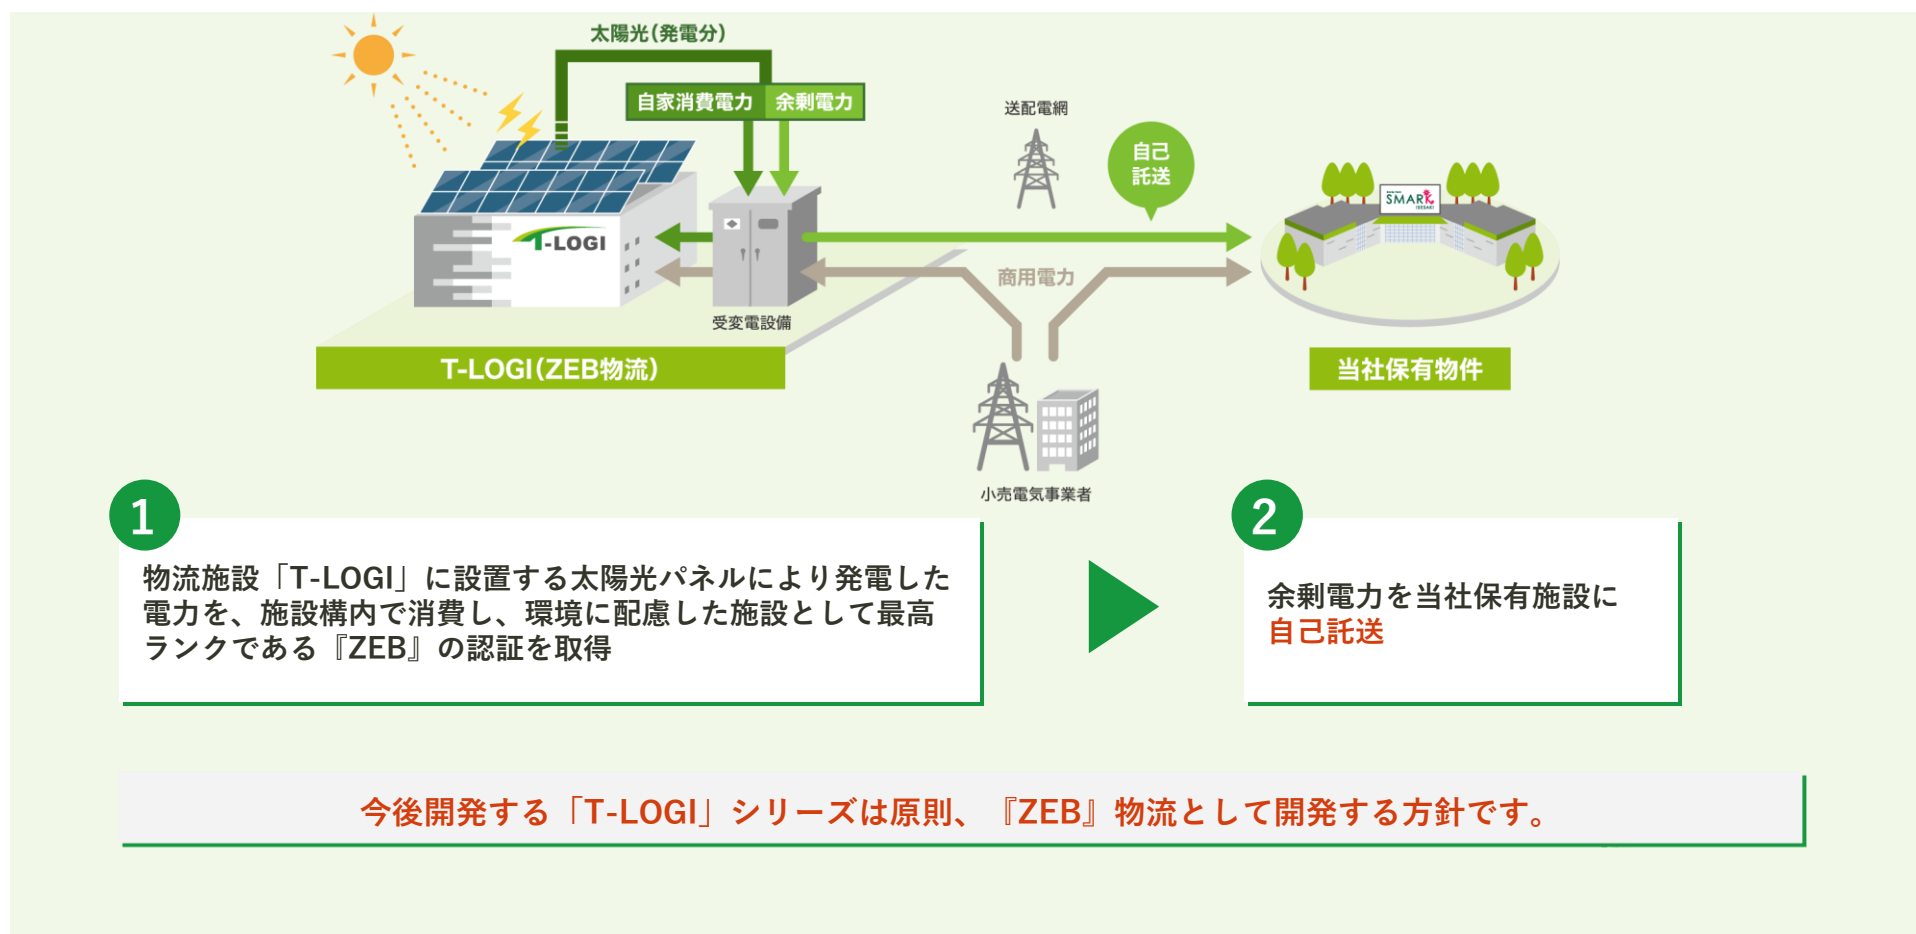 太陽光(発電分)
自家消費電力 余剰電力
送配電網
自己
託送
SMARK
ISESAKI
T-LOGI
商用電力
受変電設備
T-LOGI(ZEB物流)
当社保有物件
小売電気事業者
1
物流施設「T-LOGI」に設置する太陽光パネルにより発電した
電力を、施設構内で消費し、環境に配慮した施設として最高
ランクである『ZEB』の認証を取得
2
余剰電力を当社保有施設に
自己託送
今後開発する「T-LOGI」シリーズは原則、『ZEB』物流として開発する方針です。